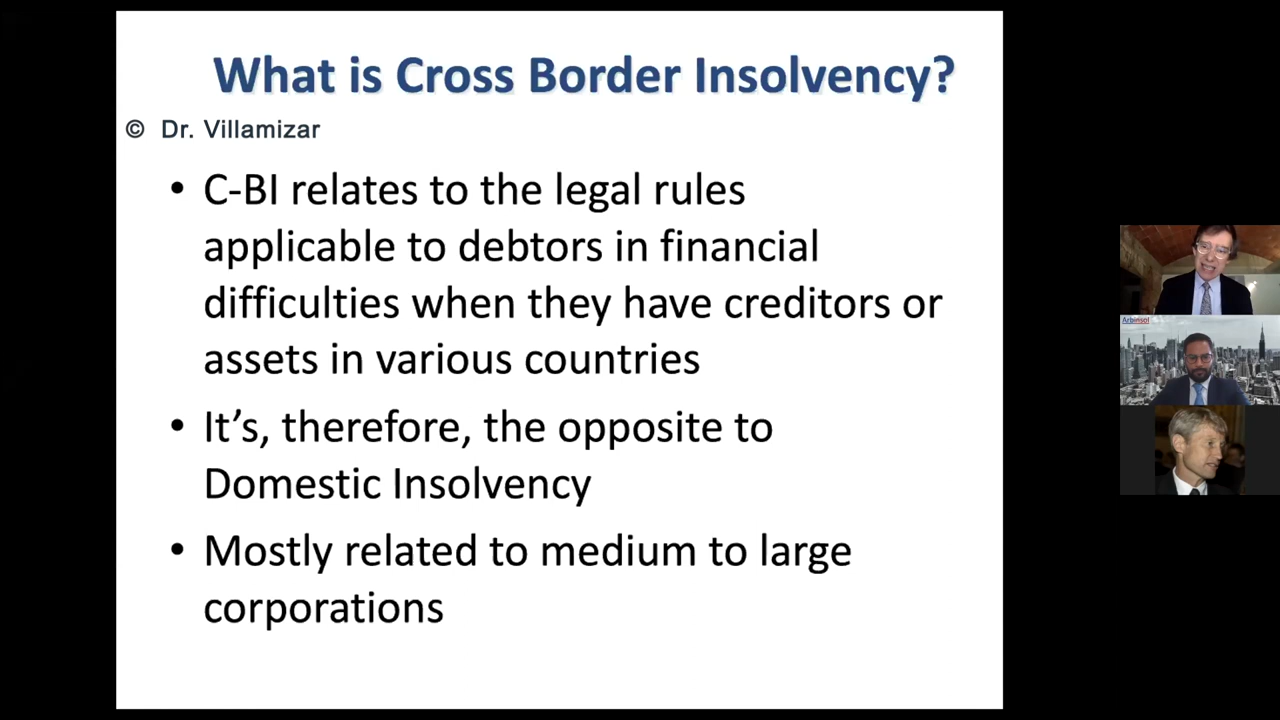 What is Cross Border Insolvency?
© Dr. Villamizar
• C-BI relates to the legal rules
applicable to debtors in financial
difficulties when they have creditors or
assets in various countries
• It’s, therefore, the opposite to
Domestic Insolvency
• Mostly related to medium to large
corporations
Arbinsol